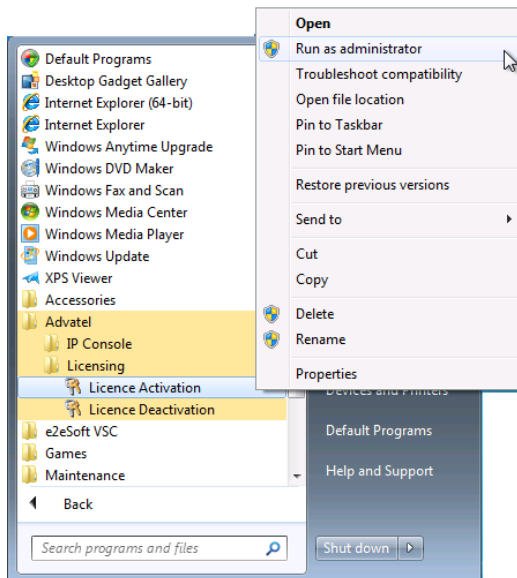 Open
Run as administrator
Troubleshoot compatibility
Open file location
Pin to Taskbar
Pin to Start Menu
Restore previous versions
Send to
Cut
Copy
Delete
Rename
Properties
Default Programs
Desktop Gadget Gallery
Internet Explorer (64-bit)
Internet Explorer
Windows Anytime Upgrade
Windows DVD Maker
Windows Fax and Scan
Windows Media Center
Windows Media Player
Windows Update
XPS Viewer
Accessories
Advatel
IP Console
Licensing
Licence Activation
Licence Deactivation
e2eSoft VSC
Games
Maintenance
Back
Search programs and files
Devices and Printers
Default Programs
Help and Support
Shut down